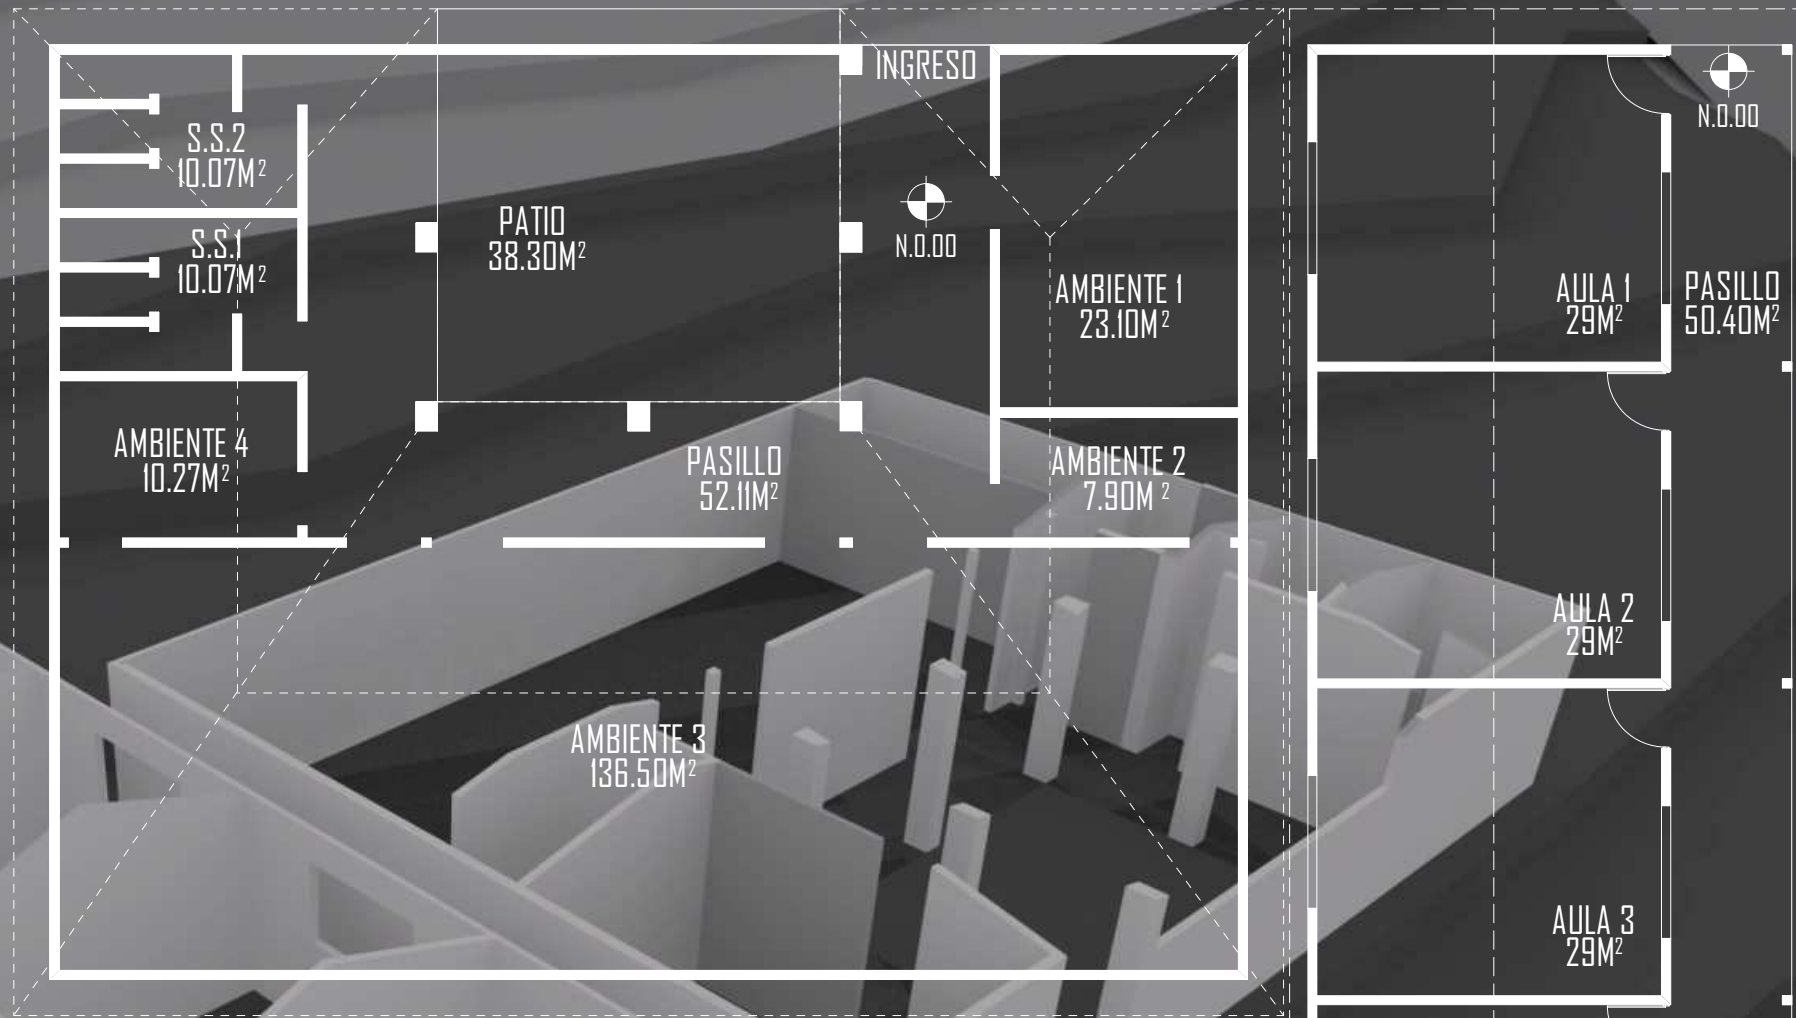 INGRESO
N.0.00
S.S.2
10.07M²
PATIO
38.30M²
S.S.1
10.07M²
N.0.00
AMBIENTE 1
23.10M²
AULA 1
29M²
PASILLO
50.40M²
AMBIENTE 4
10.27M²
PASILLO
52.11M²
AMBIENTE 2
7.90M²
AULA 2
29M²
AMBIENTE 3
136.50M²
AULA 3
29M²